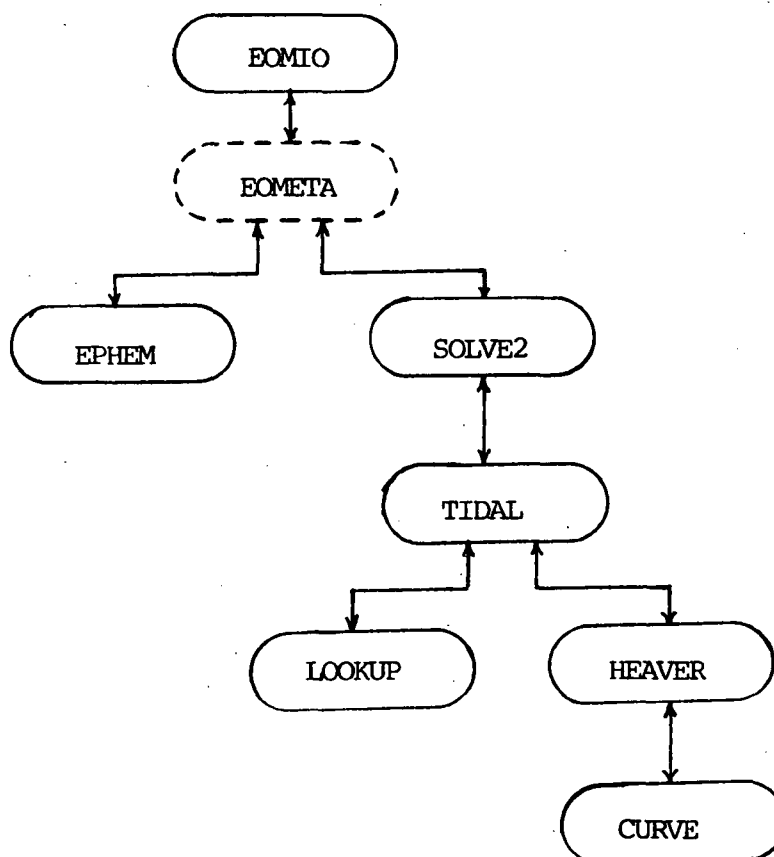 EOMIO
EOMETA
EPHEM
SOLVE2
TIDAL
LOOKUP
HEAVER
CURVE